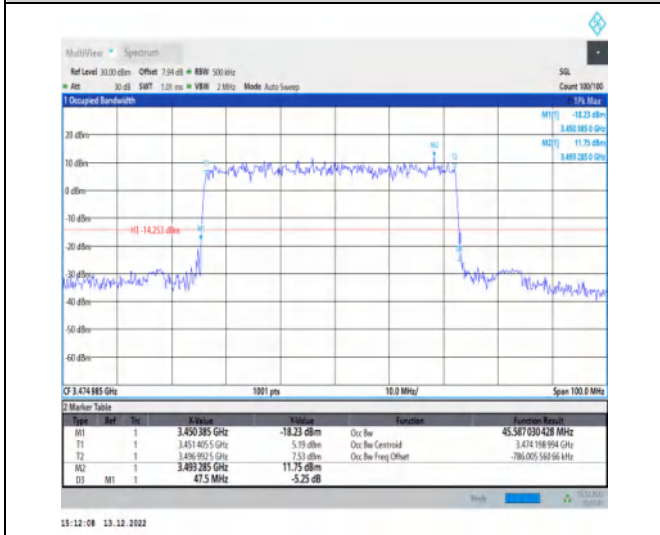 MultiView Spectrum
Ref Level 30.00 dBm Offset 7.94 dB RBW 500 kHz SGL
Att 30 dB SWT 1.01 ms VBW 2 MHz Mode Auto Sweep Count 100/100
1 Occupied Bandwidth 1Pk Max
M1[1] -18.23 dBm
3.450 385 0 GHz
M2[1] 11.75 dBm
3.493 285 0 GHz
20 dBm
10 dBm
0 dBm
-10 dBm
H1 -14.253 dBm
-30 dBm
-40 dBm
-50 dBm
-60 dBm
M2
T1
T2
CF 3.474 985 GHz 1001 pts 10.0 MHz/ Span 100.0 MHz
2 Marker Table
Type Ref Trc X-Value Y-Value Function Function Result
M1 1 3.450 385 GHz -18.23 dBm Occ Bw 45.587 030 428 MHz
T1 1 3.451 405 5 GHz 5.19 dBm Occ Bw Centroid 3.474 198 994 GHz
T2 1 3.496 992 5 GHz 7.53 dBm Occ Bw Freq Offset -786.005 560 66 kHz
M2 1 3.493 285 GHz 11.75 dBm
D3 M1 1 47.5 MHz -5.25 dB
Ready
15:12:08 13.12.2022